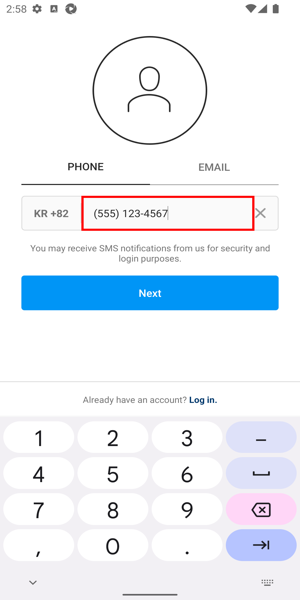 2:58
PHONE
EMAIL
KR +82
(555) 123-4567
You may receive SMS notifications from us for security and
login purposes.
Next
Already have an account? Log in.
1 2 3 –
4 5 6
7 8 9
, 0 .